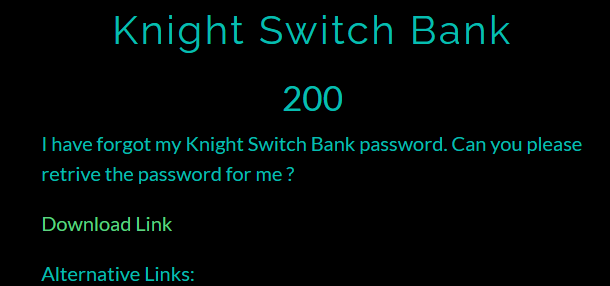 Knight Switch Bank
200
I have forgot my Knight Switch Bank password. Can you please
retrive the password for me ?
Download Link
Alternative Links: